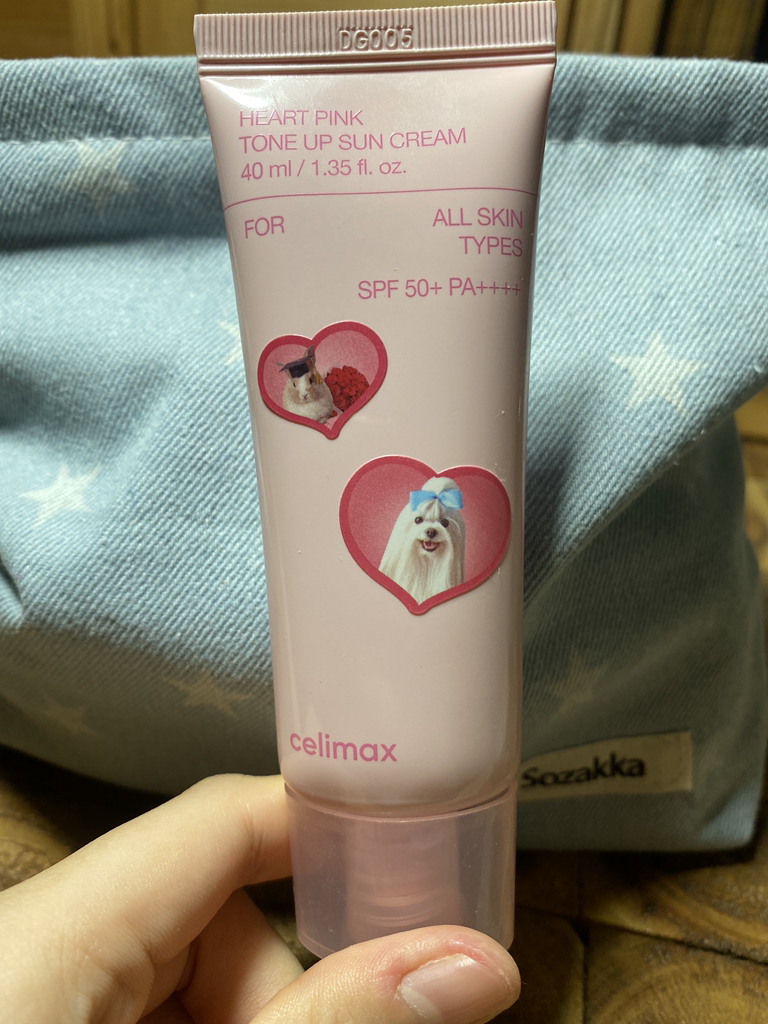 DG005
HEART PINK
TONE UP SUN CREAM
40 ml / 1.35 fl. oz.
FOR ALL SKIN
TYPES
SPF 50+ PA++++
celimax
Sozakka